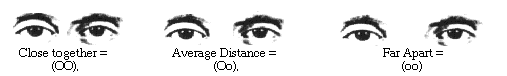 Close together =
(OO),
Average Distance =
(Oo),
Far Apart =
(oo)